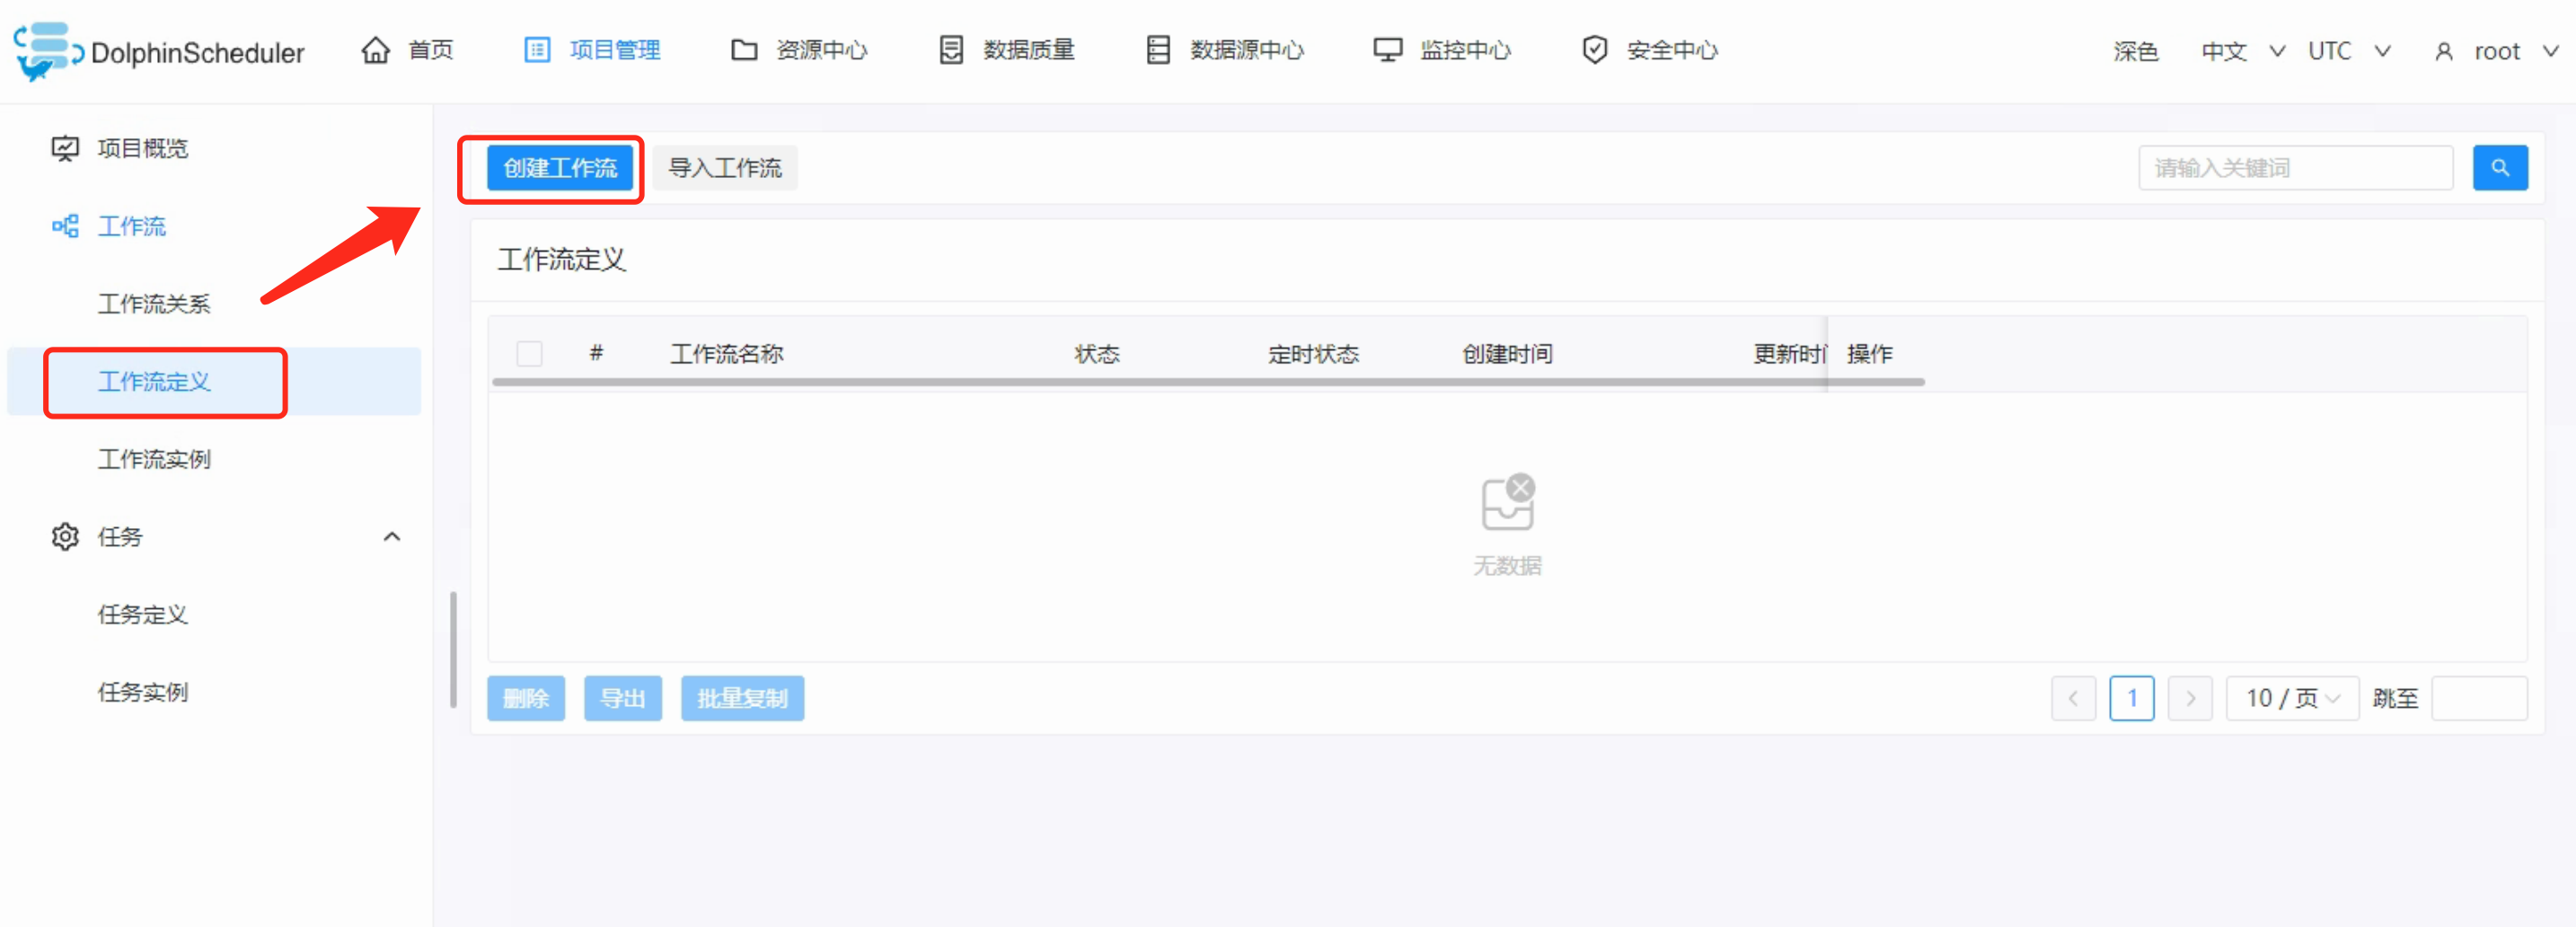 DolphinScheduler 首页 项目管理 资源中心 数据质量 数据源中心 监控中心 安全中心 深色 中文 UTC root
项目概览
工作流
工作流关系
工作流定义
工作流实例
任务
任务定义
任务实例
创建工作流 导入工作流 请输入关键词
工作流定义
# 工作流名称 状态 定时状态 创建时间 更新时 操作
无数据
删除 导出 批量复制 1 10 / 页 跳至